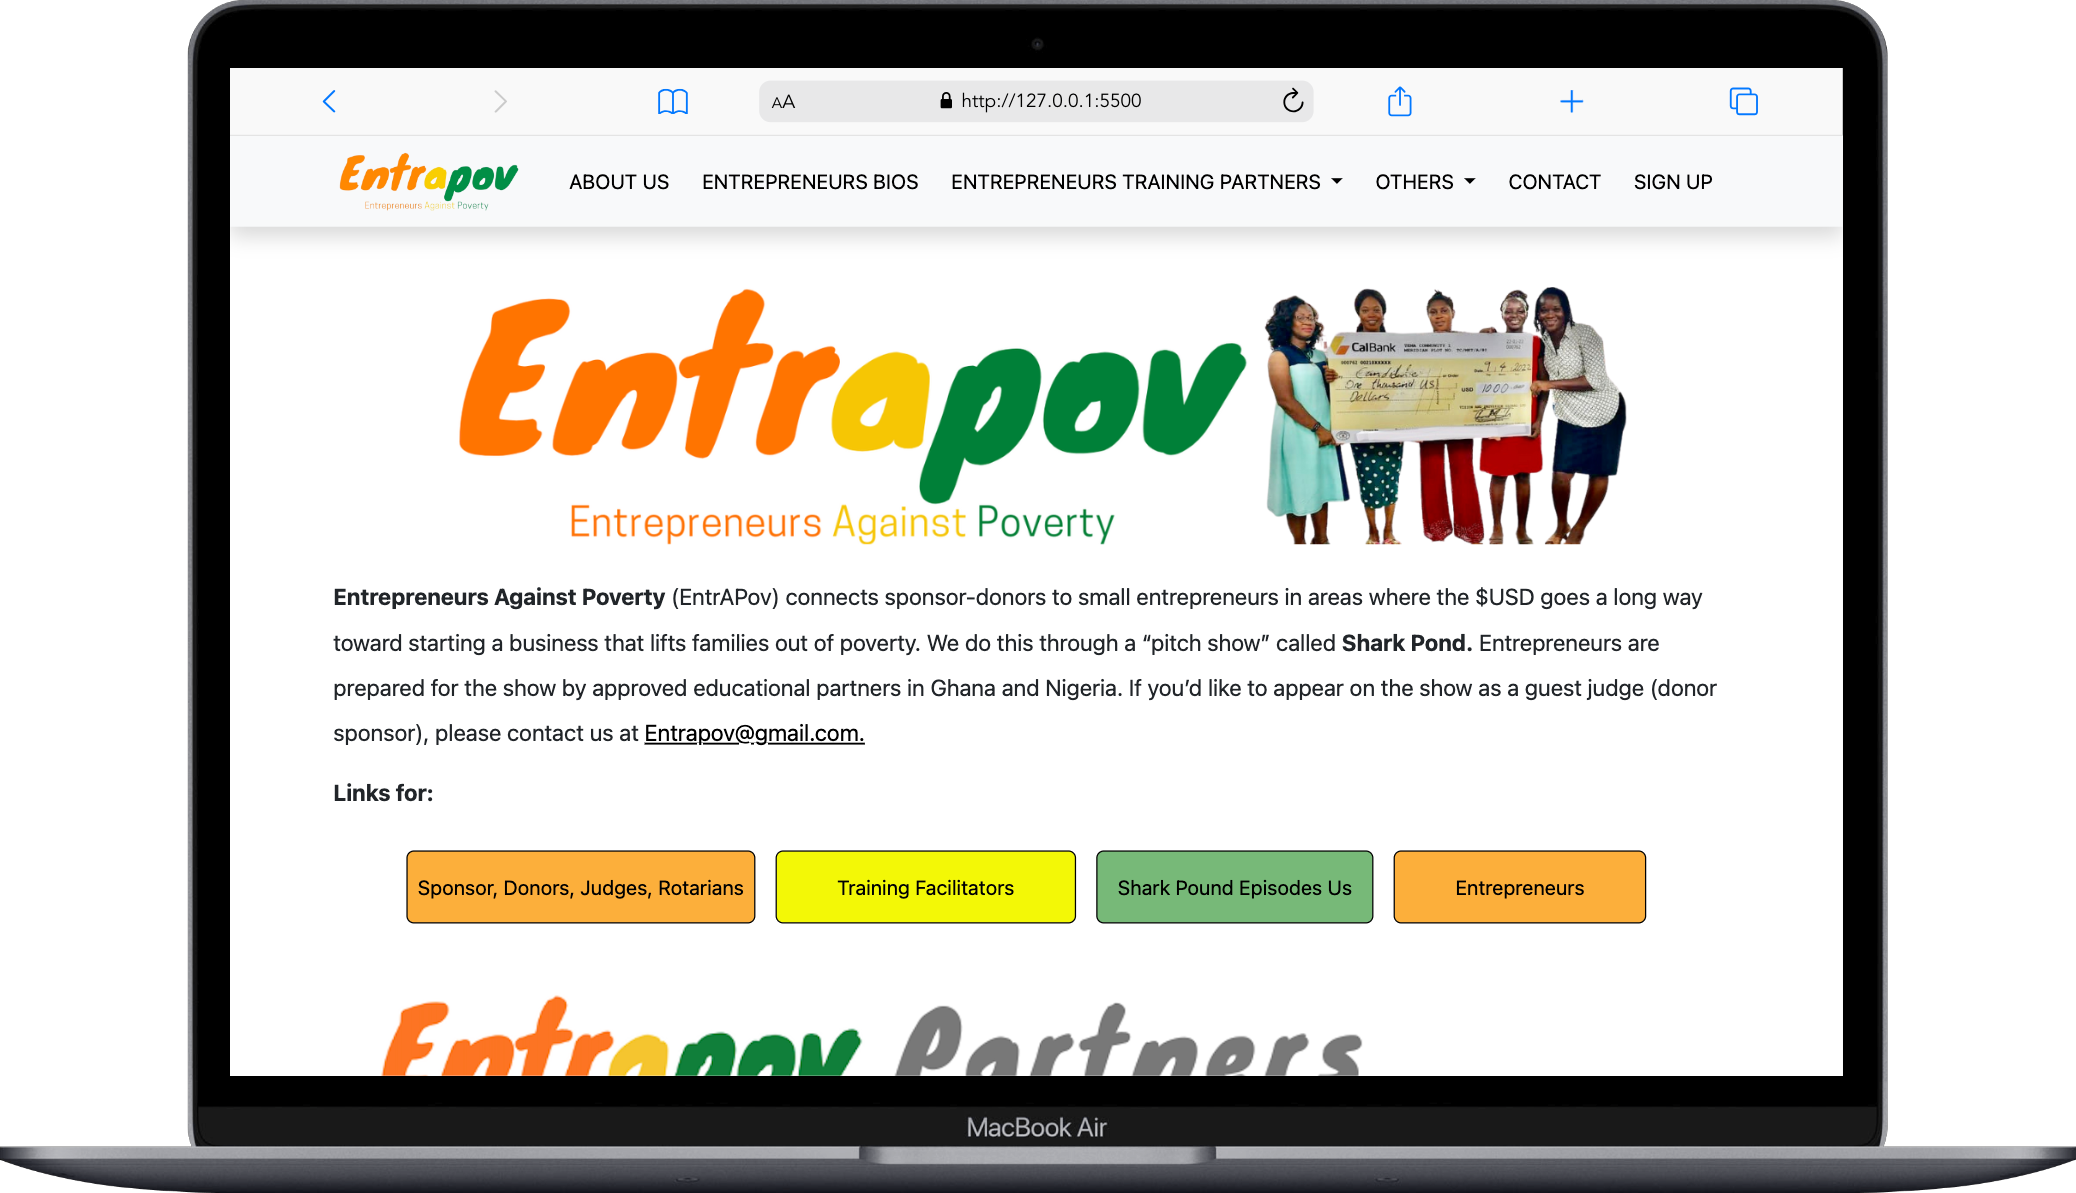 AA http://127.0.0.1:5500
Entrapov
Entrepreneurs Against Poverty
ABOUT US ENTREPRENEURS BIOS ENTREPRENEURS TRAINING PARTNERS OTHERS CONTACT SIGN UP
Entrapov
Entrepreneurs Against Poverty
CalBank
One thousand US
Dollars
USD 1000
Entrepreneurs Against Poverty (EntrAPov) connects sponsor-donors to small entrepreneurs in areas where the $USD goes a long way
toward starting a business that lifts families out of poverty. We do this through a “pitch show” called Shark Pond. Entrepreneurs are
prepared for the show by approved educational partners in Ghana and Nigeria. If you’d like to appear on the show as a guest judge (donor
sponsor), please contact us at Entrapov@gmail.com.
Links for:
Sponsor, Donors, Judges, Rotarians
Training Facilitators
Shark Pound Episodes Us
Entrepreneurs
Entrapov Partners
MacBook Air